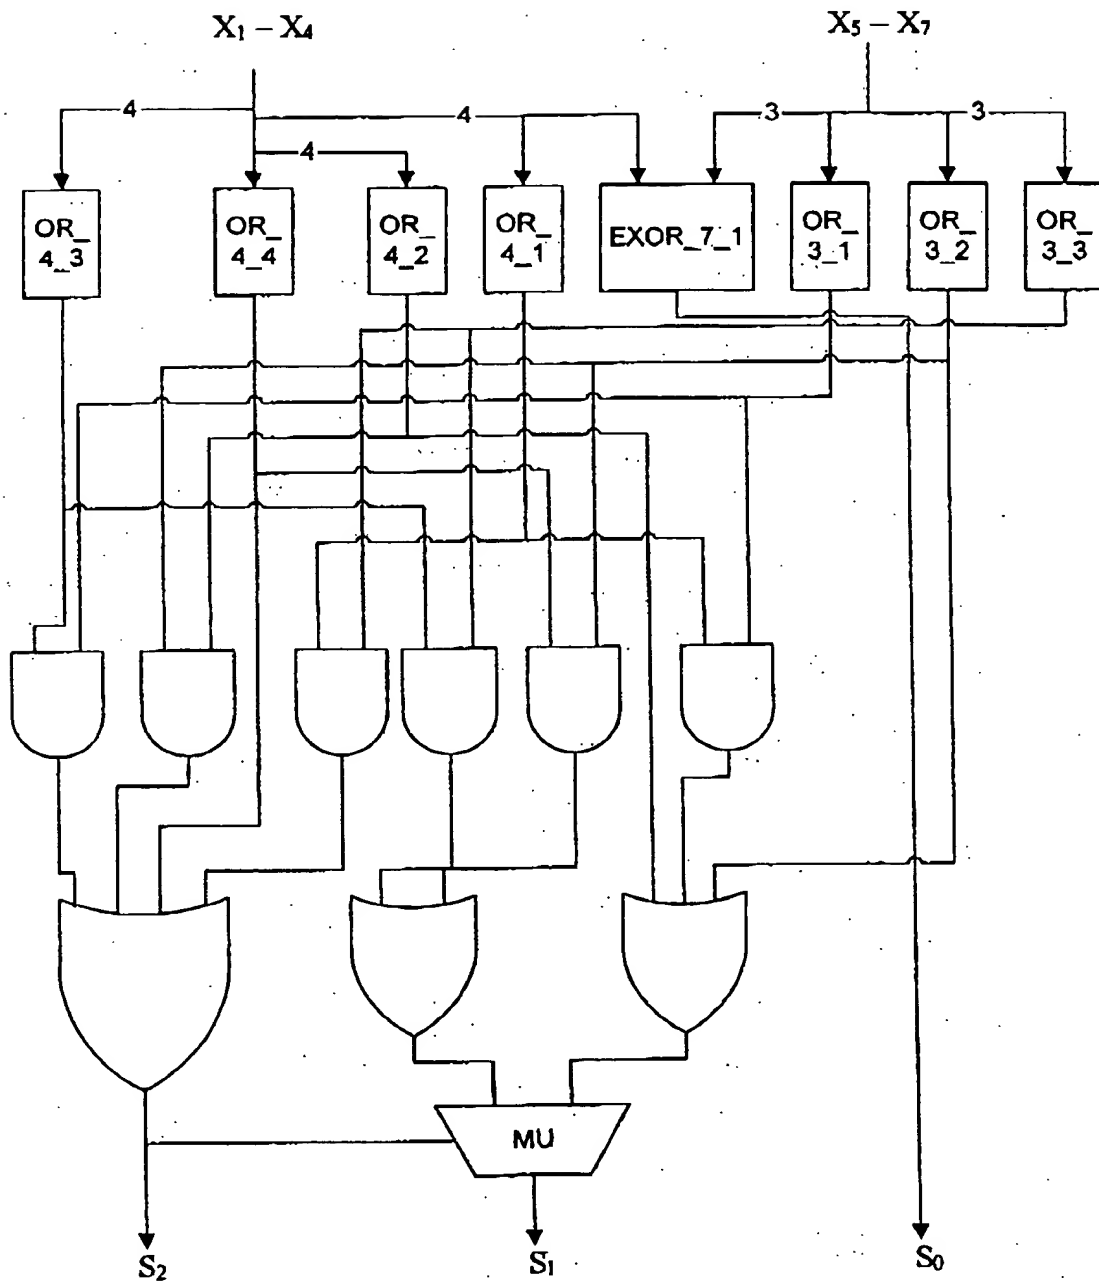 X₁ – X₄
X₅ – X₇
4
4
3
3
4
OR_
4_3
OR_
4_4
OR_
4_2
OR_
4_1
EXOR_7_1
OR_
3_1
OR_
3_2
OR_
3_3
MU
S₂
S₁
S₀